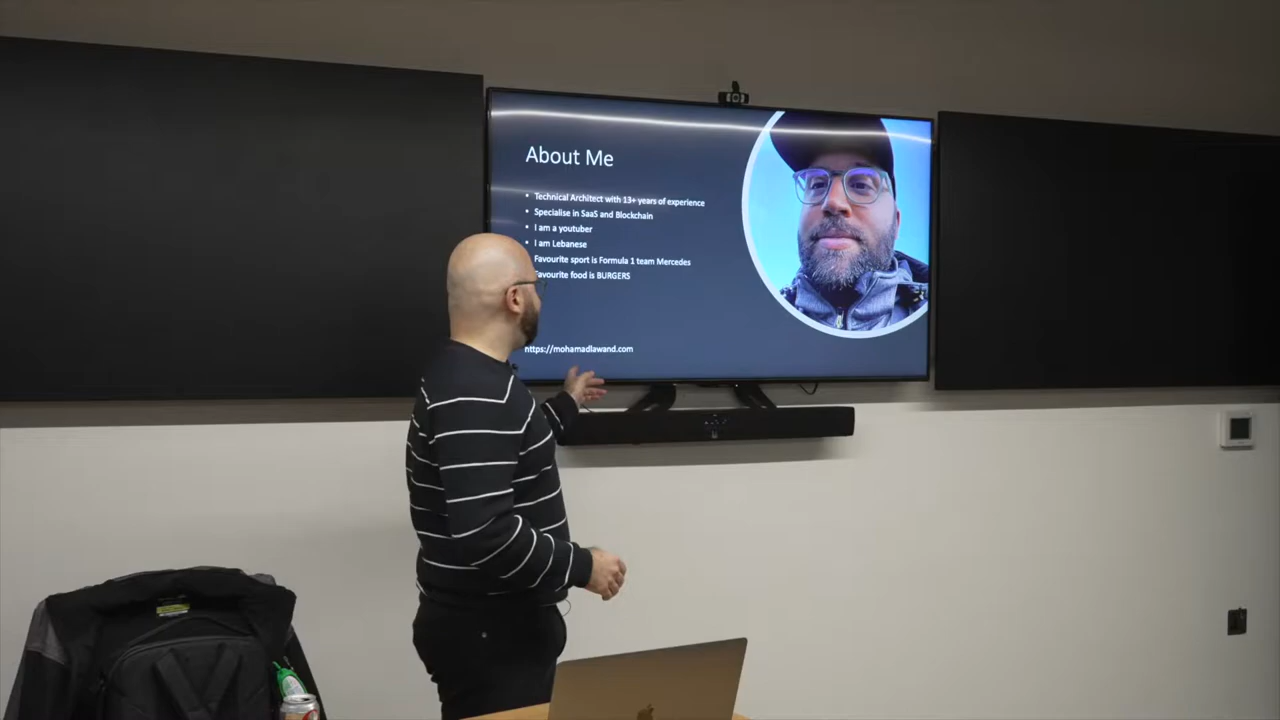 About Me
• Technical Architect with 13+ years of experience
• Specialise in SaaS and Blockchain
• I am a youtuber
• I am Lebanese
Favourite sport is Formula 1 team Mercedes
Favourite food is BURGERS
https://mohamadlawand.com